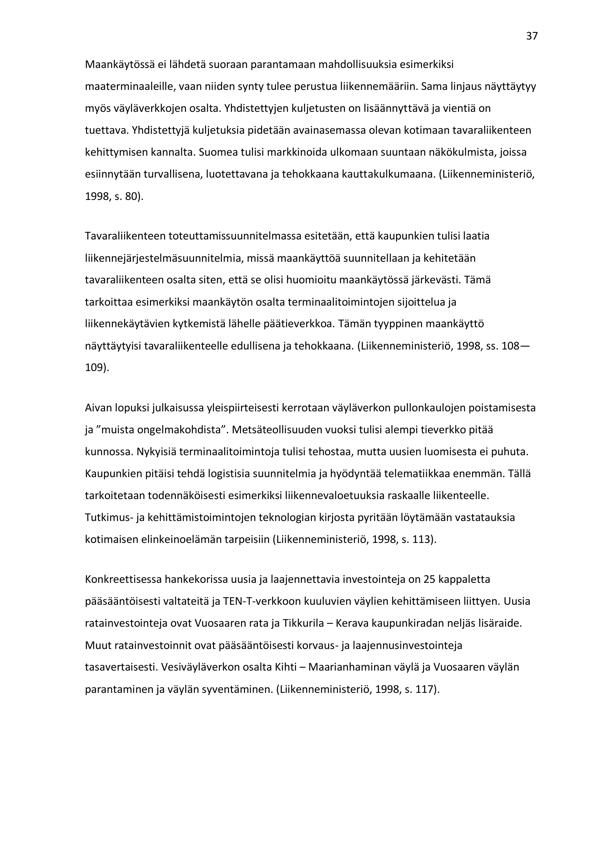 37
Maankäytössä ei lähdetä suoraan parantamaan mahdollisuuksia esimerkiksi
maaterminaaleille, vaan niiden synty tulee perustua liikennemääriin. Sama linjaus näyttäytyy
myös väyläverkkojen osalta. Yhdistettyjen kuljetusten on lisäännyttävä ja vientiä on
tuettava. Yhdistettyjä kuljetuksia pidetään avainasemassa olevan kotimaan tavaraliikenteen
kehittymisen kannalta. Suomea tulisi markkinoida ulkomaan suuntaan näkökulmista, joissa
esiinnytään turvallisena, luotettavana ja tehokkaana kauttakulkumaana. (Liikenneministeriö,
1998, s. 80).
Tavaraliikenteen toteuttamissuunnitelmassa esitetään, että kaupunkien tulisi laatia
liikennejärjestelmäsuunnitelmia, missä maankäyttöä suunnitellaan ja kehitetään
tavaraliikenteen osalta siten, että se olisi huomioitu maankäytössä järkevästi. Tämä
tarkoittaa esimerkiksi maankäytön osalta terminaalitoimintojen sijoittelua ja
liikennekäytävien kytkemistä lähelle päätieverkkoa. Tämän tyyppinen maankäyttö
näyttäytyisi tavaraliikenteelle edullisena ja tehokkaana. (Liikenneministeriö, 1998, ss. 108—
109).
Aivan lopuksi julkaisussa yleispiirteisesti kerrotaan väyläverkon pullonkaulojen poistamisesta
ja ”muista ongelmakohdista”. Metsäteollisuuden vuoksi tulisi alempi tieverkko pitää
kunnossa. Nykyisiä terminaalitoimintoja tulisi tehostaa, mutta uusien luomisesta ei puhuta.
Kaupunkien pitäisi tehdä logistisia suunnitelmia ja hyödyntää telematiikkaa enemmän. Tällä
tarkoitetaan todennäköisesti esimerkiksi liikennevaloetuuksia raskaalle liikenteelle.
Tutkimus- ja kehittämistoimintojen teknologian kirjosta pyritään löytämään vastatauksia
kotimaisen elinkeinoelämän tarpeisiin (Liikenneministeriö, 1998, s. 113).
Konkreettisessa hankekorissa uusia ja laajennettavia investointeja on 25 kappaletta
pääsääntöisesti valtateitä ja TEN-T-verkkoon kuuluvien väylien kehittämiseen liittyen. Uusia
ratainvestointeja ovat Vuosaaren rata ja Tikkurila – Kerava kaupunkiradan neljäs lisäraide.
Muut ratainvestoinnit ovat pääsääntöisesti korvaus- ja laajennusinvestointeja
tasavertaisesti. Vesiväyläverkon osalta Kihti – Maarianhaminan väylä ja Vuosaaren väylän
parantaminen ja väylän syventäminen. (Liikenneministeriö, 1998, s. 117).